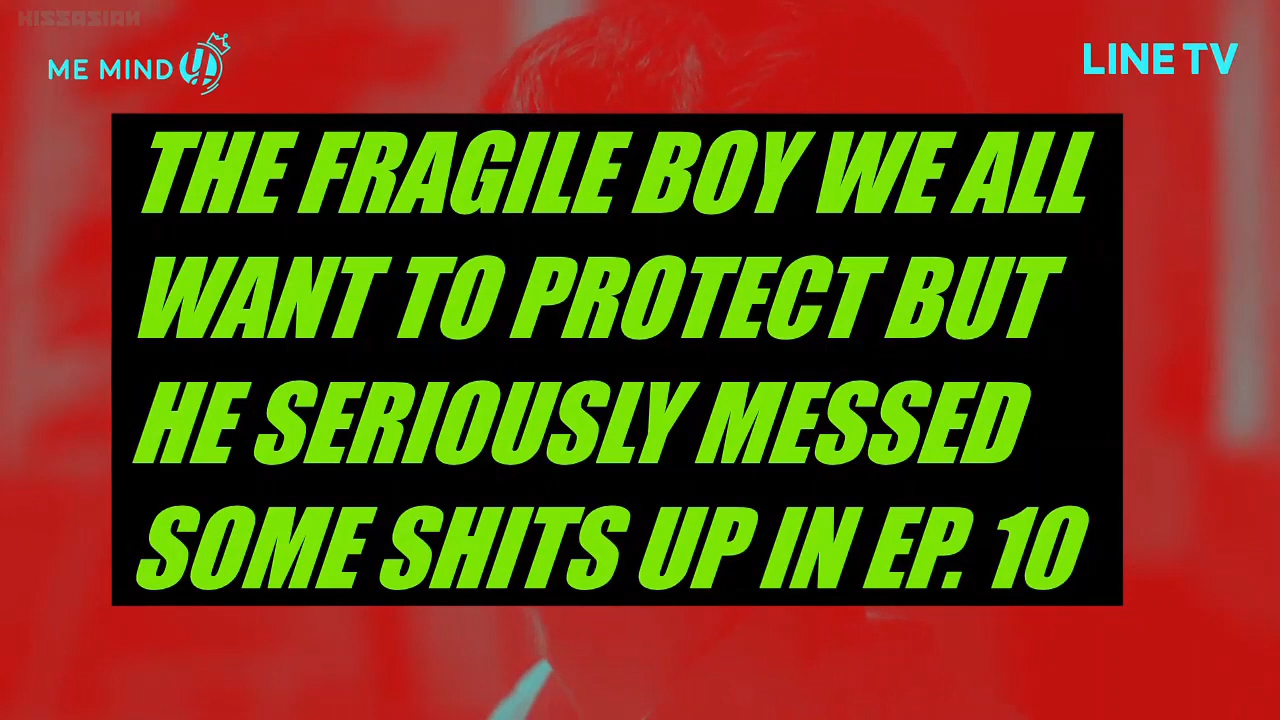 KISSASIAN
ME MIND Y!
LINE TV
THE FRAGILE BOY WE ALL
WANT TO PROTECT BUT
HE SERIOUSLY MESSED
SOME SHITS UP IN EP. 10